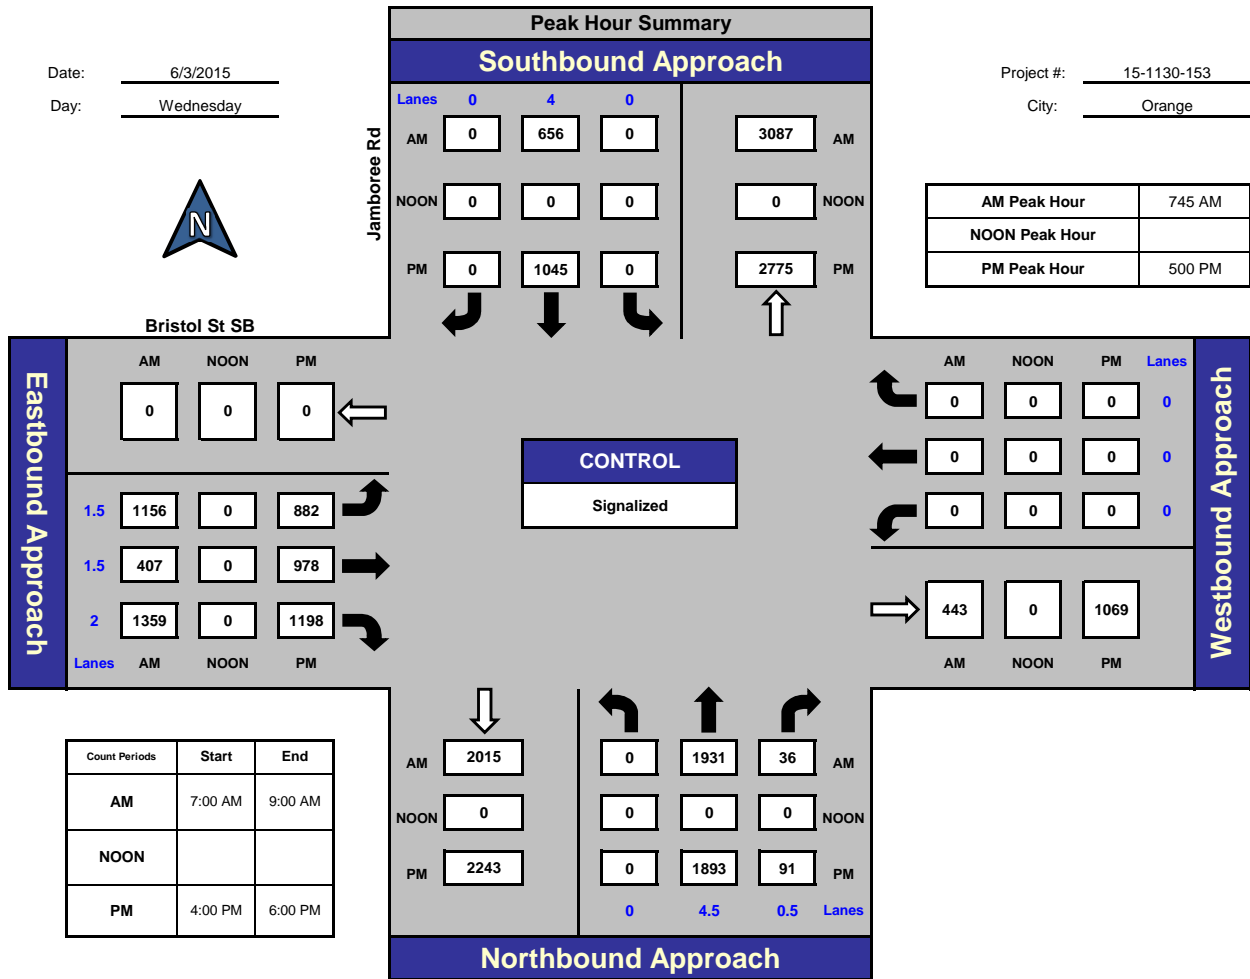 Peak Hour Summary
Southbound Approach
Date: 6/3/2015
Day: Wednesday
Project #: 15-1130-153
City: Orange
Lanes 0 4 0
AM 0 656 0 3087 AM
NOON 0 0 0 0 NOON
PM 0 1045 0 2775 PM
Jamboree Rd
N
AM Peak Hour 745 AM
NOON Peak Hour
PM Peak Hour 500 PM
Bristol St SB
Eastbound Approach
AM NOON PM
0 0 0
1.5 1156 0 882
1.5 407 0 978
2 1359 0 1198
Lanes AM NOON PM
CONTROL
Signalized
AM NOON PM Lanes
0 0 0 0
0 0 0 0
0 0 0 0
443 0 1069
AM NOON PM
Westbound Approach
Count Periods Start End
AM 7:00 AM 9:00 AM
NOON
PM 4:00 PM 6:00 PM
AM 2015 0 1931 36 AM
NOON 0 0 0 0 NOON
PM 2243 0 1893 91 PM
0 4.5 0.5 Lanes
Northbound Approach